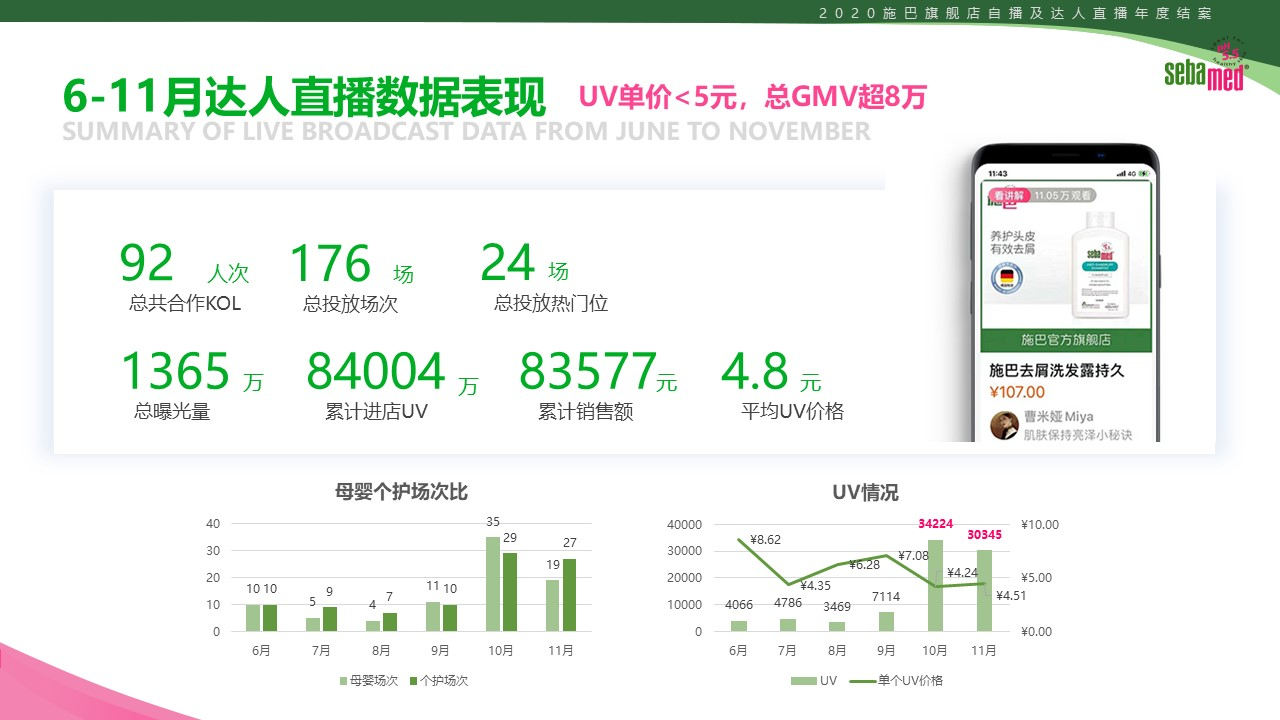 2020施巴旗舰店自播及达人直播年度结案
sebamed
6-11月达人直播数据表现
UV单价<5元，总GMV超8万
SUMMARY OF LIVE BROADCAST DATA FROM JUNE TO NOVEMBER
92 人次
总共合作KOL
176 场
总投放场次
24 场
总投放热门位
1365 万
总曝光量
84004 万
累计进店UV
83577元
累计销售额
4.8 元
平均UV价格
11:43
4G
看讲解 11.05万观看
养护头皮
有效去屑
sebamed
施巴官方旗舰店
施巴去屑洗发露持久
¥107.00
曹米娅Miya
肌肤保持亮泽小秘诀
母婴个护场次比
40
30
20
10
0
10 10
5 9
4 7
11 10
35 29
19 27
6月 7月 8月 9月 10月 11月
母婴场次 个护场次
UV情况
40000
30000
20000
10000
0
¥10.00
¥5.00
¥0.00
4066 4786 3469 7114 34224 30345
¥8.62 ¥4.35 ¥6.28 ¥7.08 ¥4.24 ¥4.51
6月 7月 8月 9月 10月 11月
UV 单个UV价格